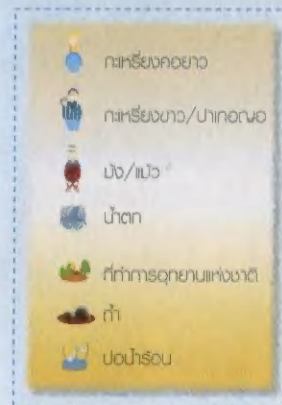 กะเหรี่ยงคอยาว
กะเหรี่ยงขาว/ปาเกอญอ
ม้ง/แม้ว
น้ำตก
ที่ทำการอุทยานแห่งชาติ
ถ้ำ
บ่อน้ำร้อน